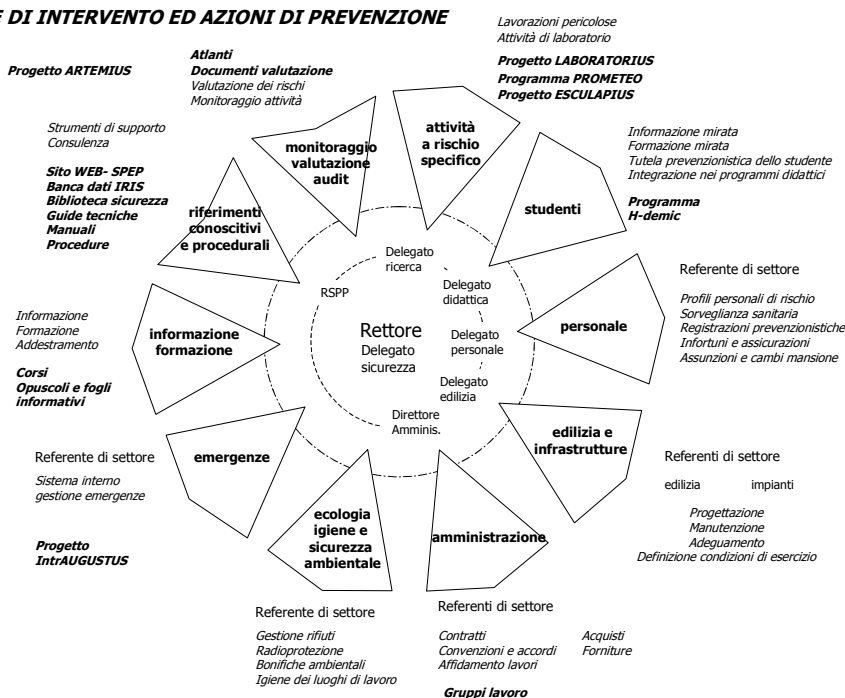 E DI INTERVENTO ED AZIONI DI PREVENZIONE
Lavorazioni pericolose
Attività di laboratorio
Progetto LABORATORIUS
Programma PROMETEO
Progetto ESCULAPIUS
Atlanti
Documenti valutazione
Valutazione dei rischi
Monitoraggio attività
Progetto ARTEMIUS
Strumenti di supporto
Consulenza
Sito WEB- SPEP
Banca dati IRIS
Biblioteca sicurezza
Guide tecniche
Manuali
Procedure
monitoraggio
valutazione
audit
attività
a rischio
specifico
studenti
Informazione mirata
Formazione mirata
Tutela prevenzionistica dello studente
Integrazione nei programmi didattici
Programma
H-demic
riferimenti
conoscitivi
e procedurali
Delegato
ricerca
RSPP
Delegato
didattica
Rettore
Delegato
sicurezza
Delegato
personale
Delegato
edilizia
Direttore
Amminis.
personale
Referente di settore
Profili personali di rischio
Sorveglianza sanitaria
Registrazioni prevenzionistiche
Infortuni e assicurazioni
Assunzioni e cambi mansione
Informazione
Formazione
Addestramento
Corsi
Opuscoli e fogli
informativi
informazione
formazione
emergenze
Referente di settore
Sistema interno
gestione emergenze
Progetto
IntrAUGUSTUS
edilizia e
infrastrutture
Referenti di settore
edilizia impianti
Progettazione
Manutenzione
Adeguamento
Definizione condizioni di esercizio
ecologia
igiene e
sicurezza
ambientale
amministrazione
Referente di settore
Gestione rifiuti
Radioprotezione
Bonifiche ambientali
Igiene dei luoghi di lavoro
Referenti di settore
Contratti Acquisti
Convenzioni e accordi Forniture
Affidamento lavori
Gruppi lavoro